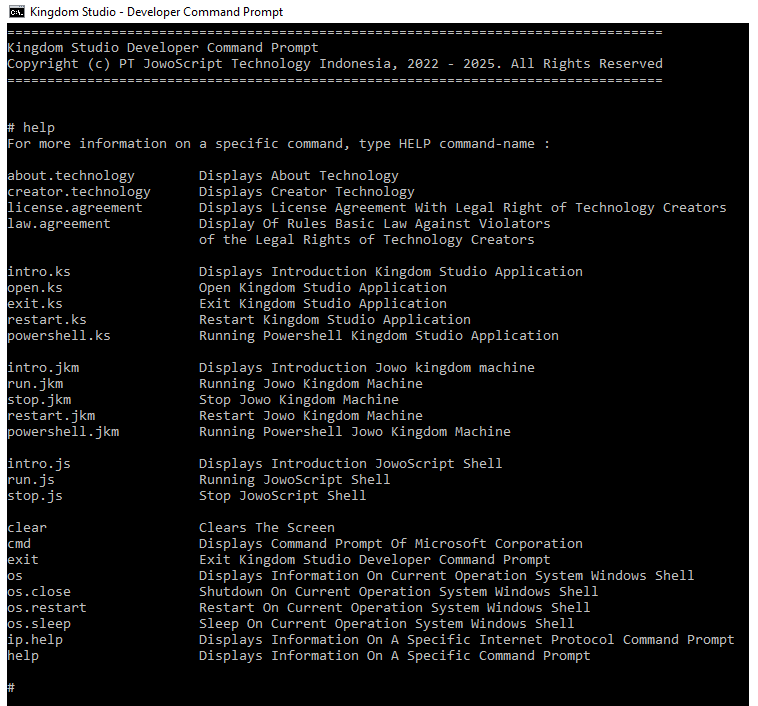 Kingdom Studio - Developer Command Prompt
==================================================================================
Kingdom Studio Developer Command Prompt
Copyright (c) PT JowoScript Technology Indonesia, 2022 - 2025. All Rights Reserved
==================================================================================
# help
For more information on a specific command, type HELP command-name :
about.technology        Displays About Technology
creator.technology      Displays Creator Technology
license.agreement       Displays License Agreement With Legal Right of Technology Creators
law.agreement           Display Of Rules Basic Law Against Violators
                        of the Legal Rights of Technology Creators
intro.ks                Displays Introduction Kingdom Studio Application
open.ks                 Open Kingdom Studio Application
exit.ks                 Exit Kingdom Studio Application
restart.ks              Restart Kingdom Studio Application
powershell.ks           Running Powershell Kingdom Studio Application
intro.jkm               Displays Introduction Jowo kingdom machine
run.jkm                 Running Jowo Kingdom Machine
stop.jkm                Stop Jowo Kingdom Machine
restart.jkm             Restart Jowo Kingdom Machine
powershell.jkm          Running Powershell Jowo Kingdom Machine
intro.js                Displays Introduction JowoScript Shell
run.js                  Running JowoScript Shell
stop.js                 Stop JowoScript Shell
clear                   Clears The Screen
cmd                     Displays Command Prompt Of Microsoft Corporation
exit                    Exit Kingdom Studio Developer Command Prompt
os                      Displays Information On Current Operation System Windows Shell
os.close                Shutdown On Current Operation System Windows Shell
os.restart              Restart On Current Operation System Windows Shell
os.sleep                Sleep On Current Operation System Windows Shell
ip.help                 Displays Information On A Specific Internet Protocol Command Prompt
help                    Displays Information On A Specific Command Prompt
#